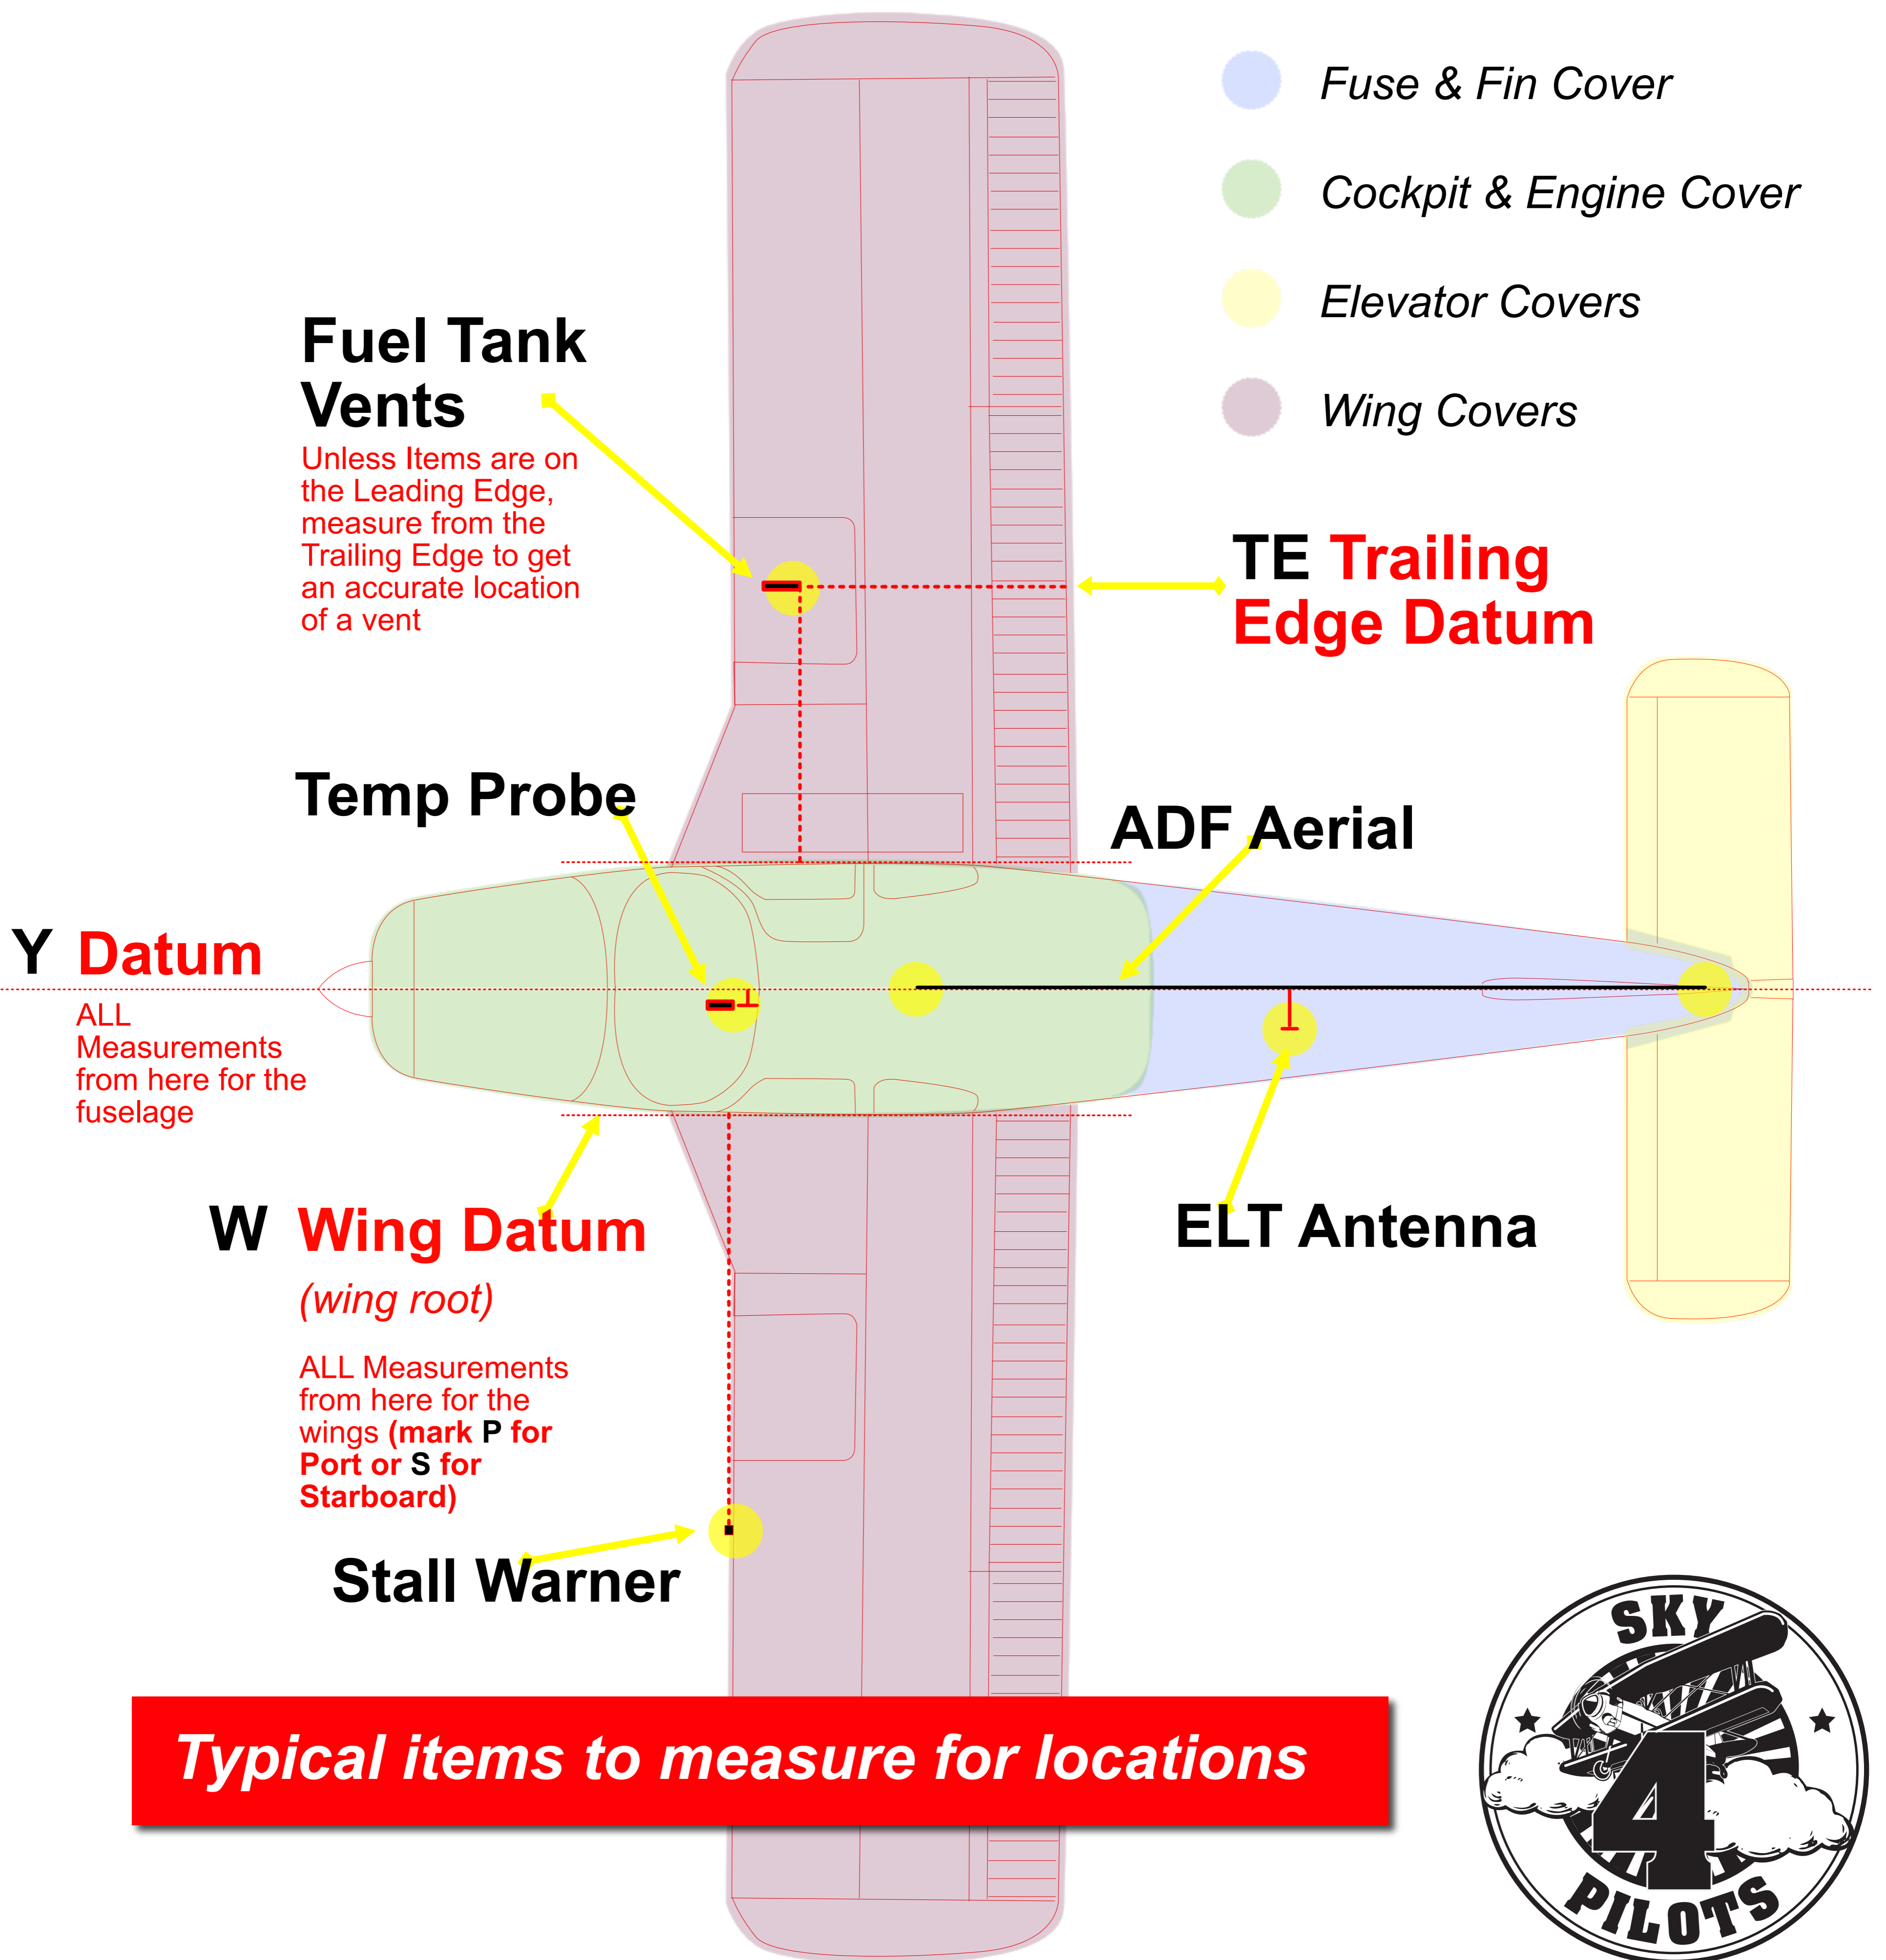 Fuse & Fin Cover
Cockpit & Engine Cover
Elevator Covers
Wing Covers
Fuel Tank
Vents
Unless Items are on
the Leading Edge,
measure from the
Trailing Edge to get
an accurate location
of a vent
TE Trailing
Edge Datum
Temp Probe
ADF Aerial
Y Datum
ALL
Measurements
from here for the
fuselage
W Wing Datum
(wing root)
ALL Measurements
from here for the
wings (mark P for
Port or S for
Starboard)
ELT Antenna
Stall Warner
Typical items to measure for locations
SKY
4
PILOTS